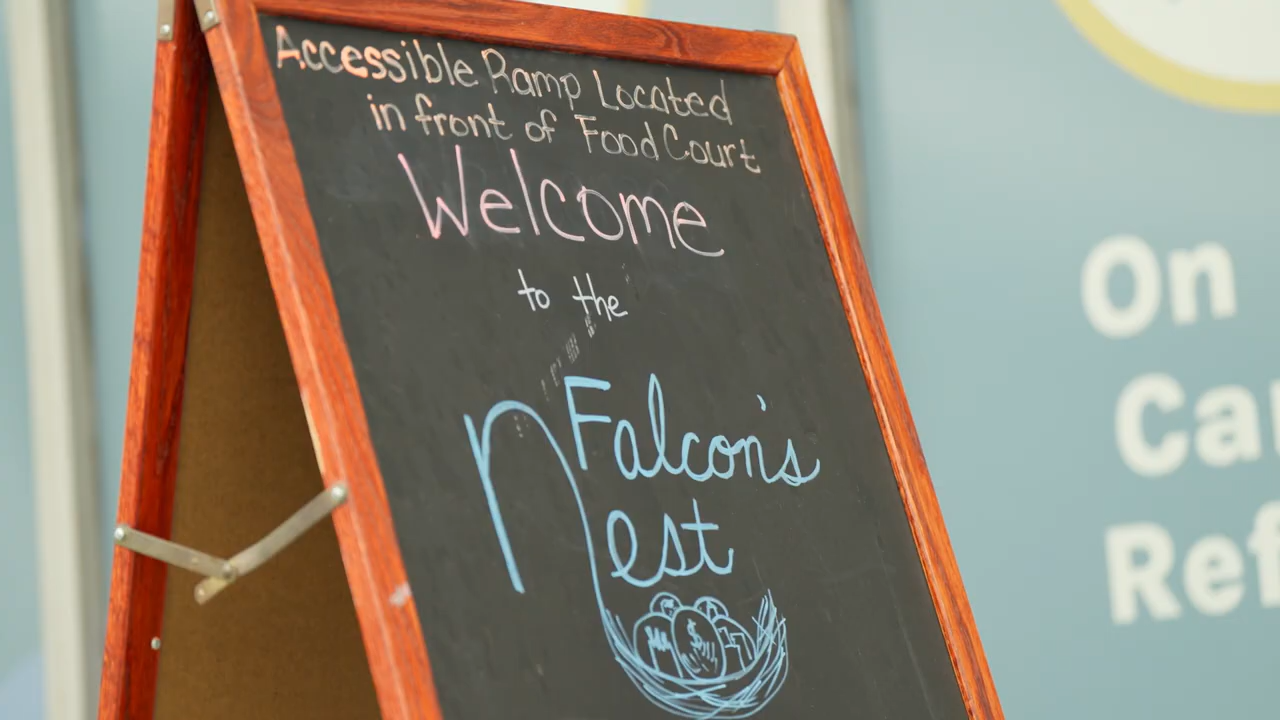 Accessible Ramp Located
in front of Food Court
Welcome
to the
Falcon's
nest
$
On
Ca
Ref